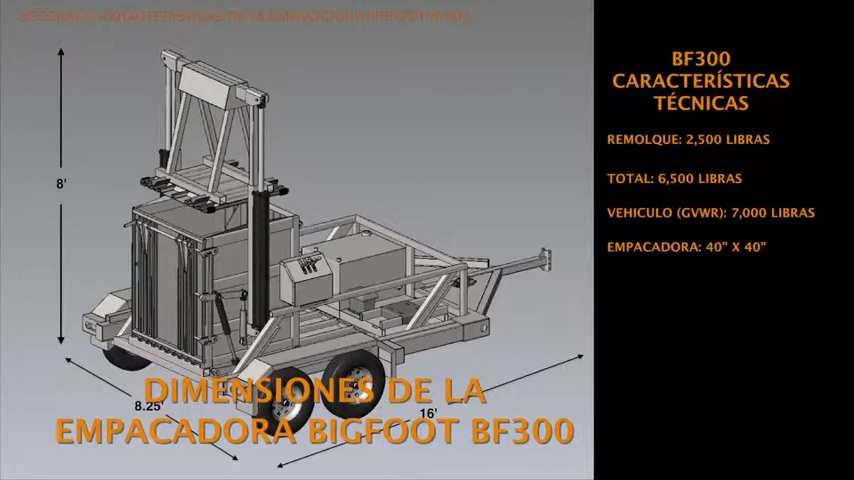 BF300
CARACTERÍSTICAS
TÉCNICAS
REMOLQUE: 2,500 LIBRAS
TOTAL: 6,500 LIBRAS
VEHICULO (GVWR): 7,000 LIBRAS
EMPACADORA: 40" X 40"
8'
8.25'
16'
DIMENSIONES DE LA
EMPACADORA BIGFOOT BF300